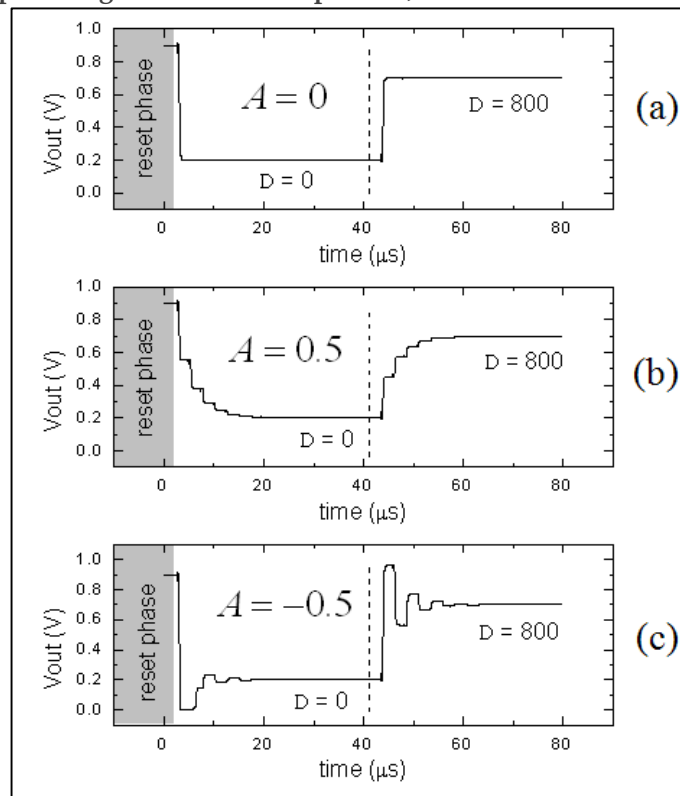 1.0
0.8
0.6
0.4
0.2
0.0
Vout (V)
reset phase
A = 0
D = 0
D = 800
(a)
0 20 40 60 80
time (μs)
1.0
0.8
0.6
0.4
0.2
0.0
Vout (V)
reset phase
A = 0.5
D = 0
D = 800
(b)
0 20 40 60 80
time (μs)
1.0
0.8
0.6
0.4
0.2
0.0
Vout (V)
reset phase
A = −0.5
D = 0
D = 800
(c)
0 20 40 60 80
time (μs)